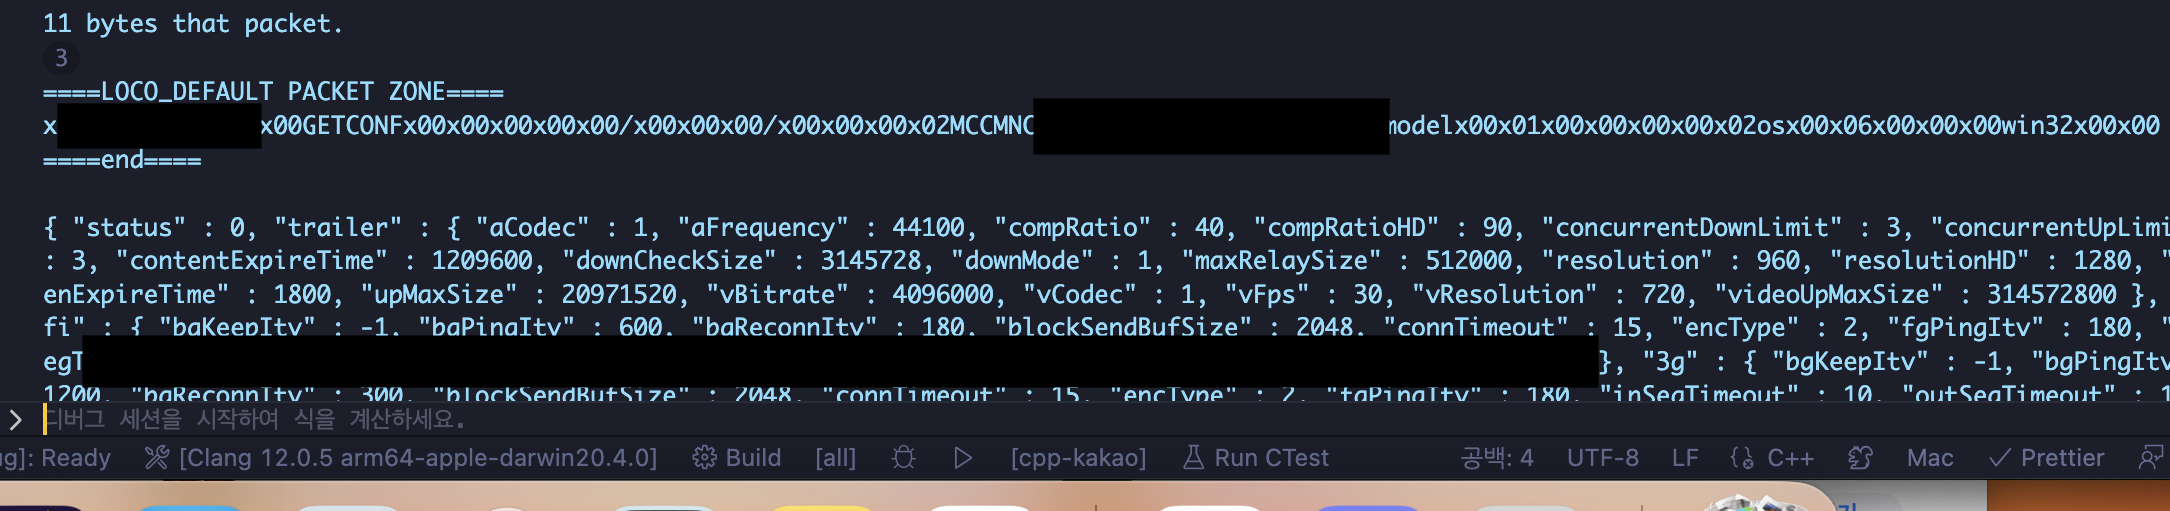 11 bytes that packet.
3
====LOCO_DEFAULT PACKET ZONE====
x x00GETCONFx00x00x00x00x00/x00x00x00/x00x00x00x02MCCMNC modelx00x01x00x00x00x00x02osx00x06x00x00x00win32x00x00
====end====
{ "status" : 0, "trailer" : { "aCodec" : 1, "aFrequency" : 44100, "compRatio" : 40, "compRatioHD" : 90, "concurrentDownLimit" : 3, "concurrentUpLimi
: 3, "contentExpireTime" : 1209600, "downCheckSize" : 3145728, "downMode" : 1, "maxRelaySize" : 512000, "resolution" : 960, "resolutionHD" : 1280, "
enExpireTime" : 1800, "upMaxSize" : 20971520, "vBitrate" : 4096000, "vCodec" : 1, "vFps" : 30, "vResolution" : 720, "videoUpMaxSize" : 314572800 },
fi" : { "bgKeepItv" : -1, "bgPingItv" : 600, "bgReconnItv" : 180, "blockSendBufSize" : 2048, "connTimeout" : 15, "encType" : 2, "fgPingItv" : 180, "
egT }, "3g" : { "bgKeepItv" : -1, "bgPingItv
1200, "bgReconnItv" : 300, "blockSendBufSize" : 2048, "connTimeout" : 15, "encType" : 2, "fgPingItv" : 180, "inSegTimeout" : 10, "outSegTimeout" : 1
디버그 세션을 시작하여 식을 계산하세요.
ug]: Ready [Clang 12.0.5 arm64-apple-darwin20.4.0] Build [all] [cpp-kakao] Run CTest 공백: 4 UTF-8 LF C++ Mac Prettier